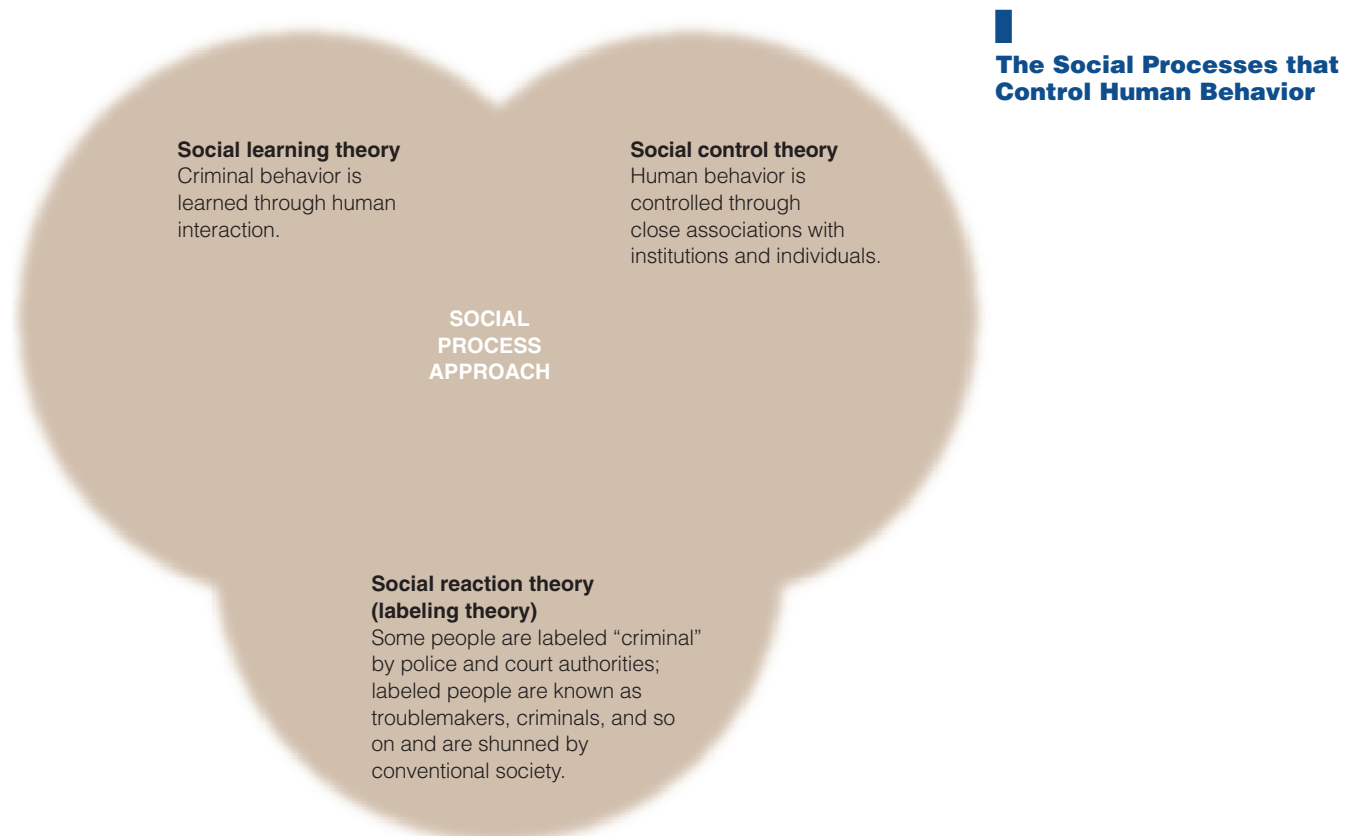 The Social Processes that
Control Human Behavior
Social learning theory
Criminal behavior is
learned through human
interaction.
Social control theory
Human behavior is
controlled through
close associations with
institutions and individuals.
SOCIAL
PROCESS
APPROACH
Social reaction theory
(labeling theory)
Some people are labeled “criminal”
by police and court authorities;
labeled people are known as
troublemakers, criminals, and so
on and are shunned by
conventional society.